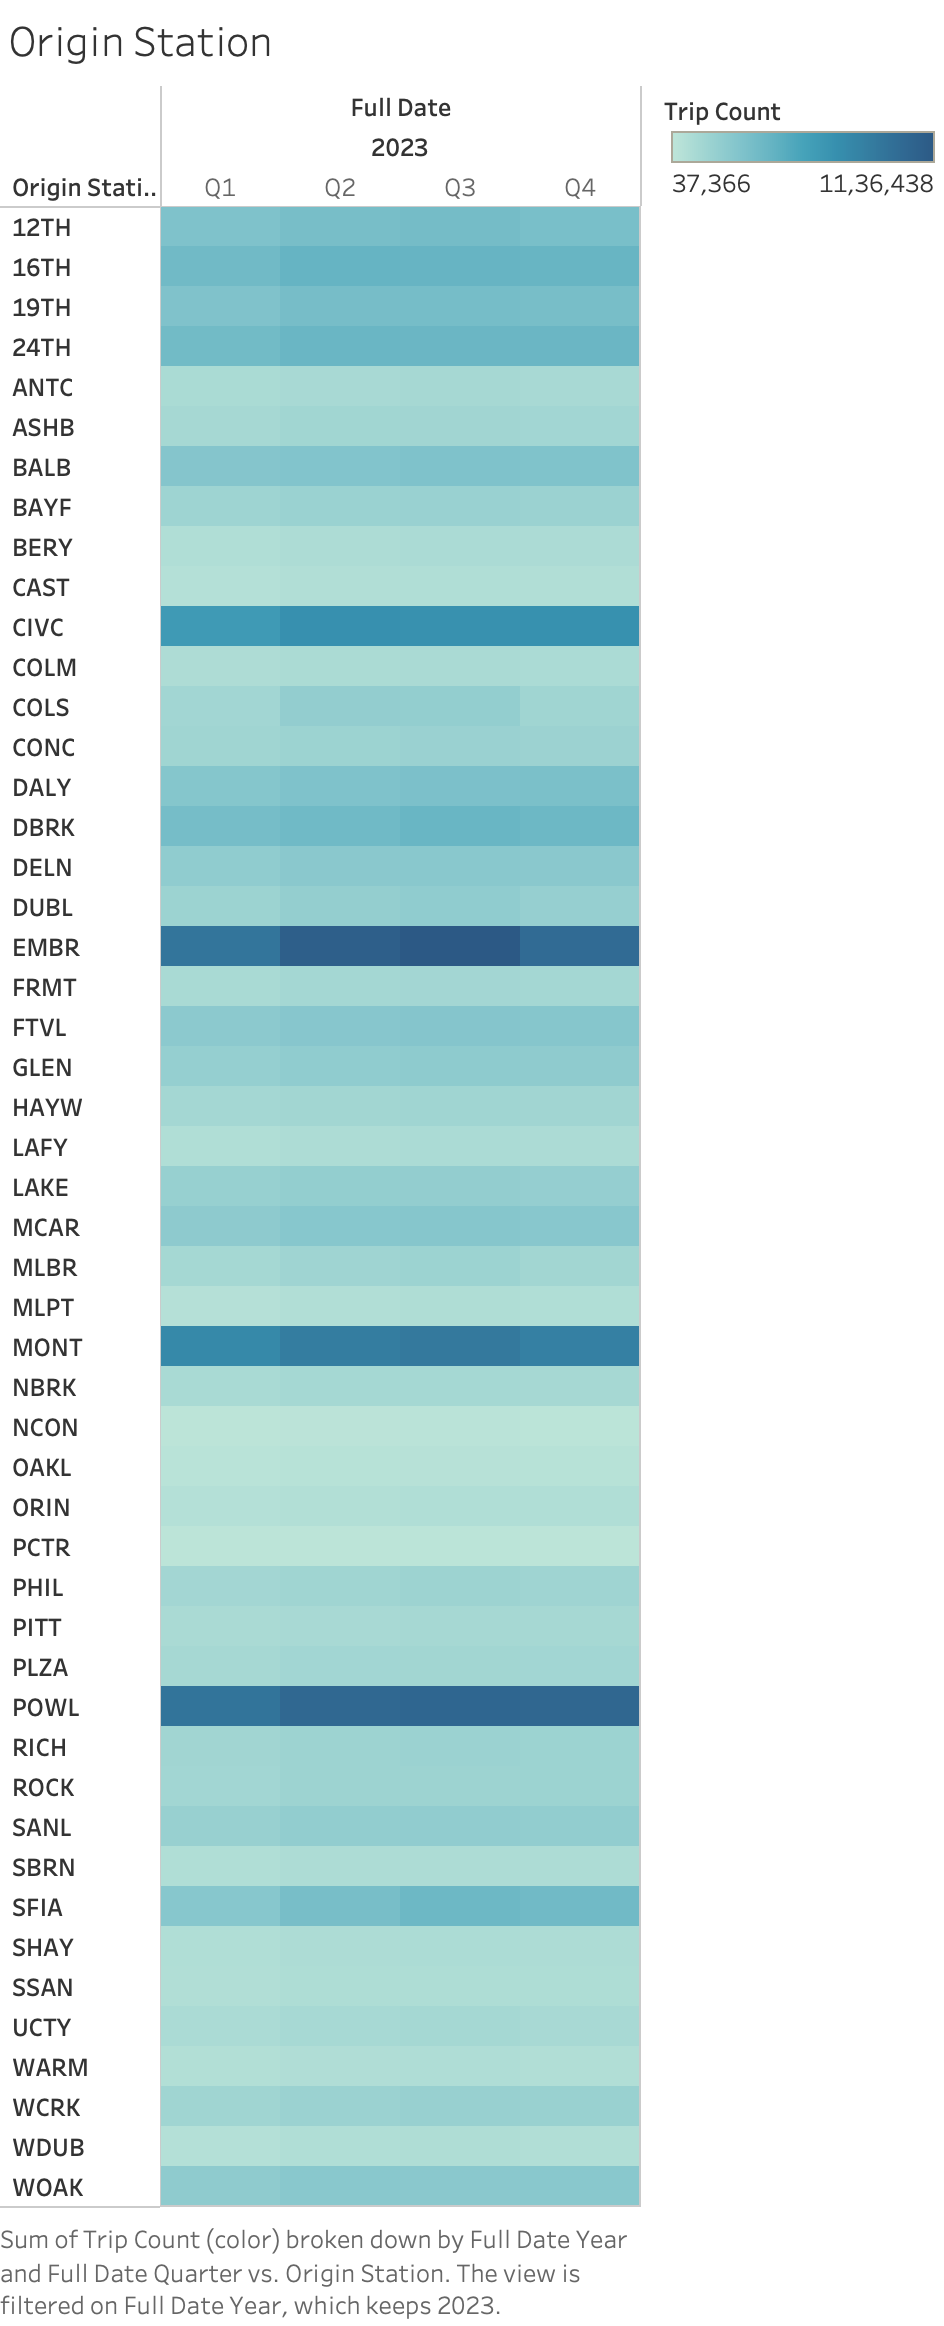 Origin Station
Full Date
2023
Origin Stati.. Q1 Q2 Q3 Q4
Trip Count
37,366 11,36,438
12TH
16TH
19TH
24TH
ANTC
ASHB
BALB
BAYF
BERY
CAST
CIVC
COLM
COLS
CONC
DALY
DBRK
DELN
DUBL
EMBR
FRMT
FTVL
GLEN
HAYW
LAFY
LAKE
MCAR
MLBR
MLPT
MONT
NBRK
NCON
OAKL
ORIN
PCTR
PHIL
PITT
PLZA
POWL
RICH
ROCK
SANL
SBRN
SFIA
SHAY
SSAN
UCTY
WARM
WCRK
WDUB
WOAK
Sum of Trip Count (color) broken down by Full Date Year
and Full Date Quarter vs. Origin Station. The view is
filtered on Full Date Year, which keeps 2023.